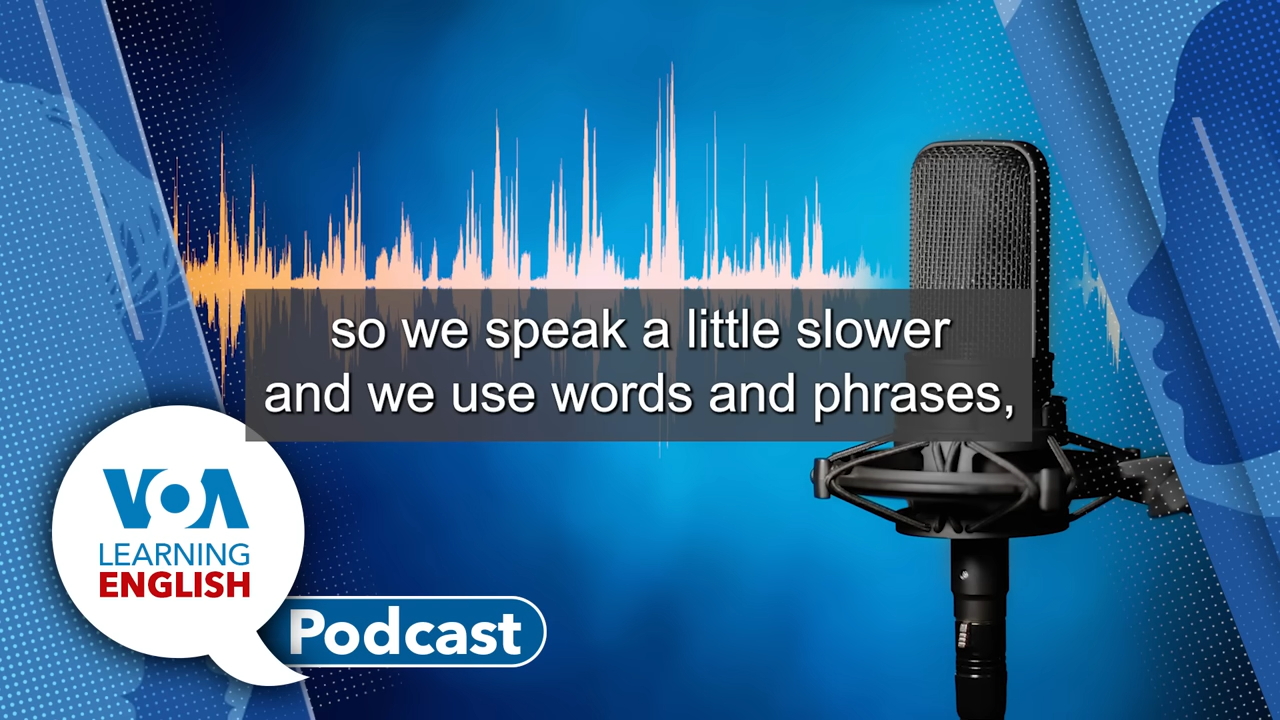 so we speak a little slower
and we use words and phrases,
VOA
LEARNING
ENGLISH
Podcast